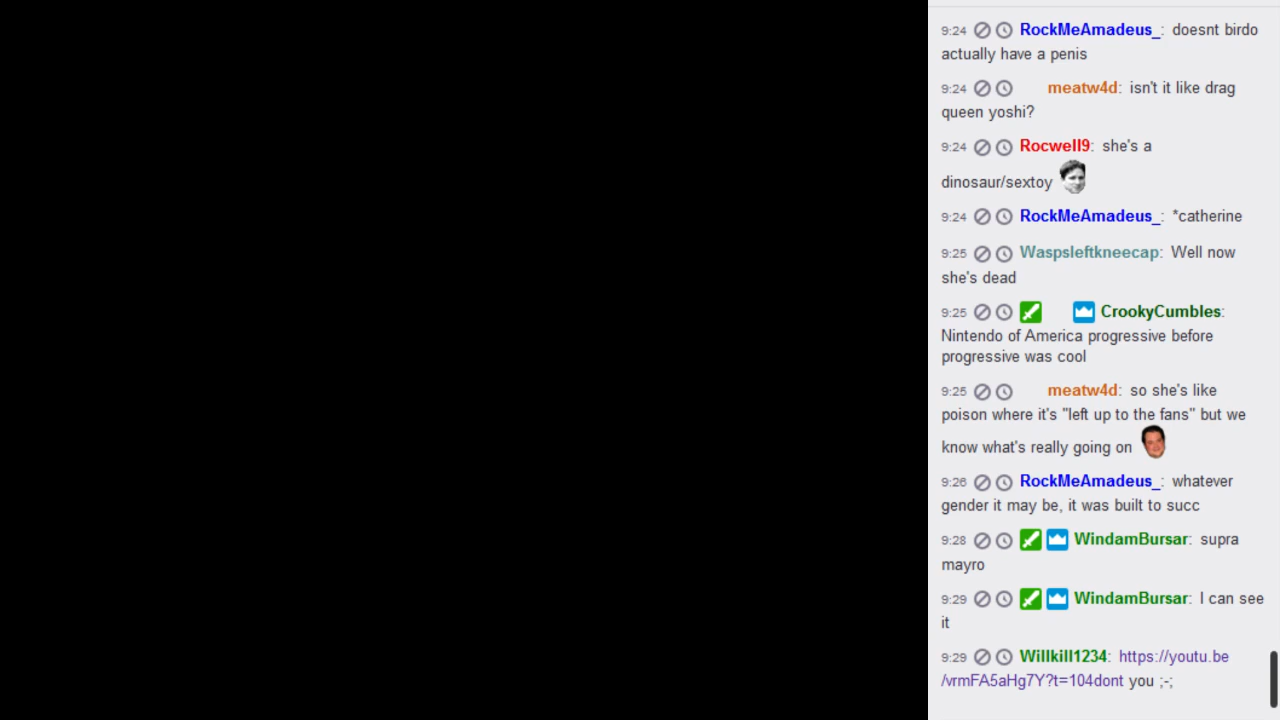 9:24 RockMeAmadeus_: doesnt birdo
actually have a penis
9:24 meatw4d: isn't it like drag
queen yoshi?
9:24 Rocwell9: she's a
dinosaur/sextoy
9:24 RockMeAmadeus_: *catherine
9:25 Waspsleftkneecap: Well now
she's dead
9:25 CrookyCumbles:
Nintendo of America progressive before
progressive was cool
9:25 meatw4d: so she's like
poison where it's "left up to the fans" but we
know what's really going on
9:26 RockMeAmadeus_: whatever
gender it may be, it was built to succ
9:28 WindamBursar: supra
mayro
9:29 WindamBursar: I can see
it
9:29 Willkill1234: https://youtu.be
/vrmFA5aHg7Y?t=104dont you ;-;